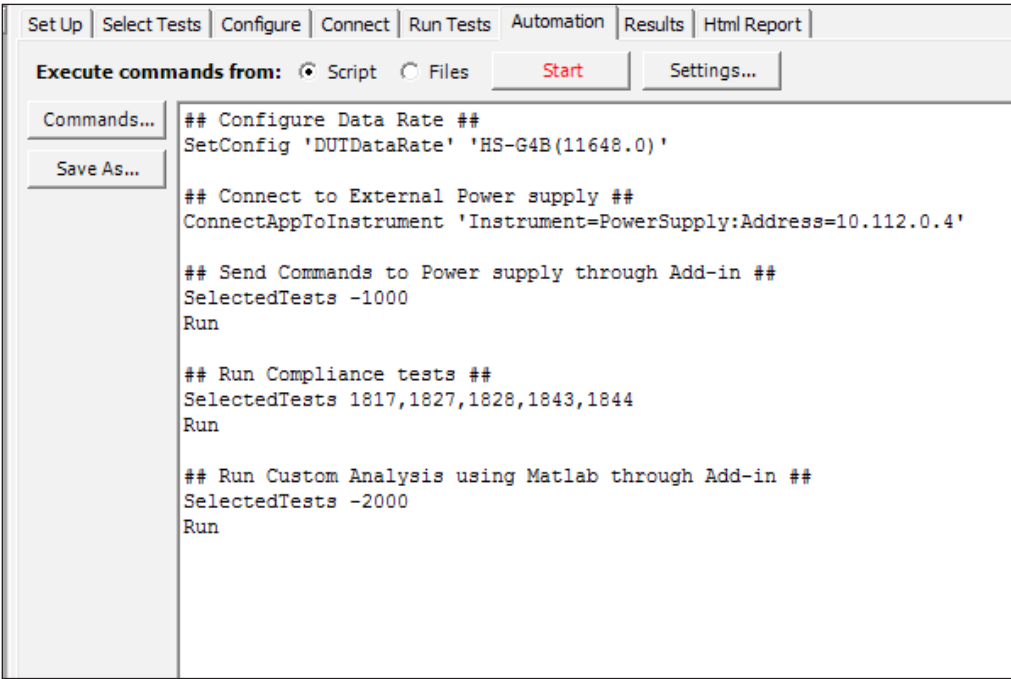 Set Up Select Tests Configure Connect Run Tests Automation Results Html Report
Execute commands from: Script Files Start Settings...
Commands...
Save As...
## Configure Data Rate ##
SetConfig 'DUTDataRate' 'HS-G4B(11648.0)'
## Connect to External Power supply ##
ConnectAppToInstrument 'Instrument=PowerSupply:Address=10.112.0.4'
## Send Commands to Power supply through Add-in ##
SelectedTests -1000
Run
## Run Compliance tests ##
SelectedTests 1817,1827,1828,1843,1844
Run
## Run Custom Analysis using Matlab through Add-in ##
SelectedTests -2000
Run